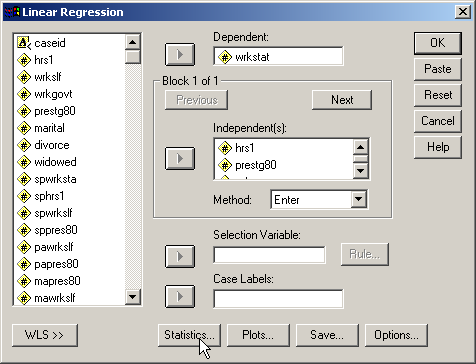 Linear Regression
caseid
hrs1
wrkslf
wrkgovt
prestg80
marital
divorce
widowed
spwrksta
sphrs1
spwrkslf
sppres80
pawrkslf
papres80
mapres80
mawrkslf
Dependent:
wrkstat
Block 1 of 1
Previous
Next
Independent(s):
hrs1
prestg80
Method:
Enter
Selection Variable:
Rule...
Case Labels:
OK
Paste
Reset
Cancel
Help
WLS >>
Statistics...
Plots...
Save...
Options...